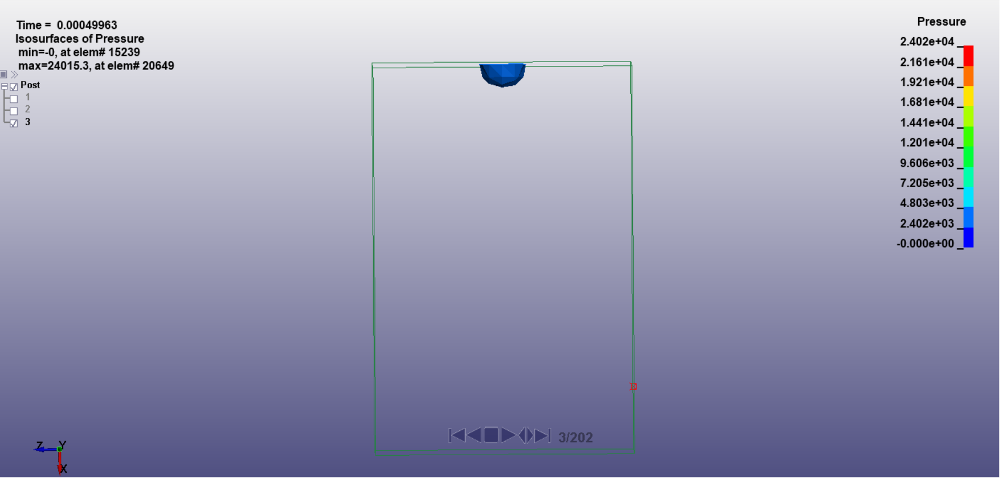 Time =  0.00049963
Isosurfaces of Pressure
min=-0, at elem# 15239
max=24015.3, at elem# 20649
Post
1
2
3
Pressure
2.402e+04
2.161e+04
1.921e+04
1.681e+04
1.441e+04
1.201e+04
9.606e+03
7.205e+03
4.803e+03
2.402e+03
-0.000e+00
3/202
Z Y
X